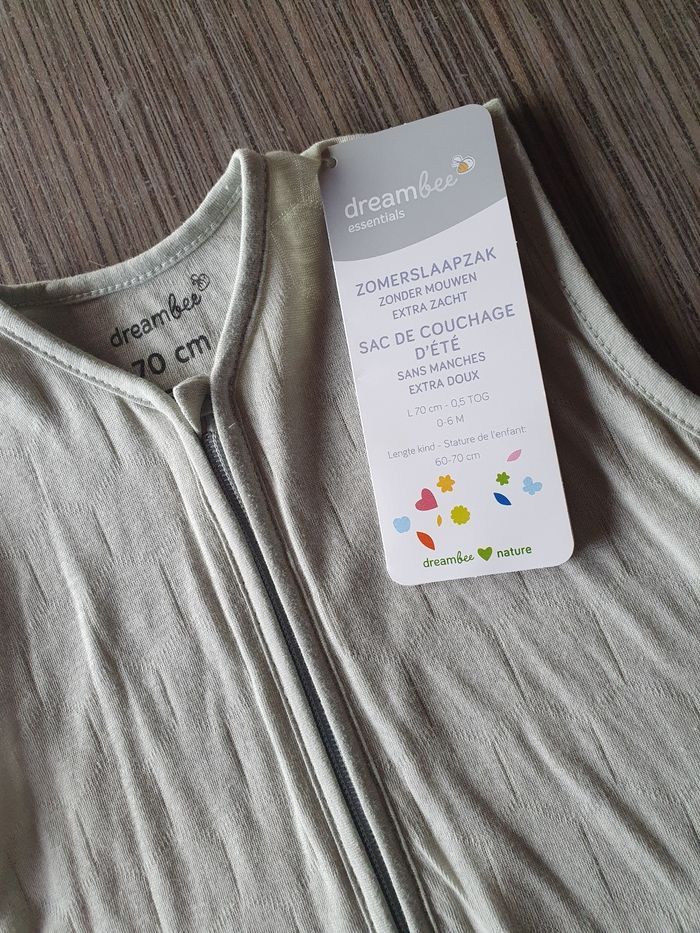 dreambee
essentials
ZOMERSLAAPZAK
ZONDER MOUWEN
EXTRA ZACHT
SAC DE COUCHAGE
D'ÉTÉ
SANS MANCHES
EXTRA DOUX
L 70 cm - 0,5 TOG
0-6 M
Lengte kind - Stature de l'enfant:
60-70 cm
dreambee nature
dreambee
70 cm